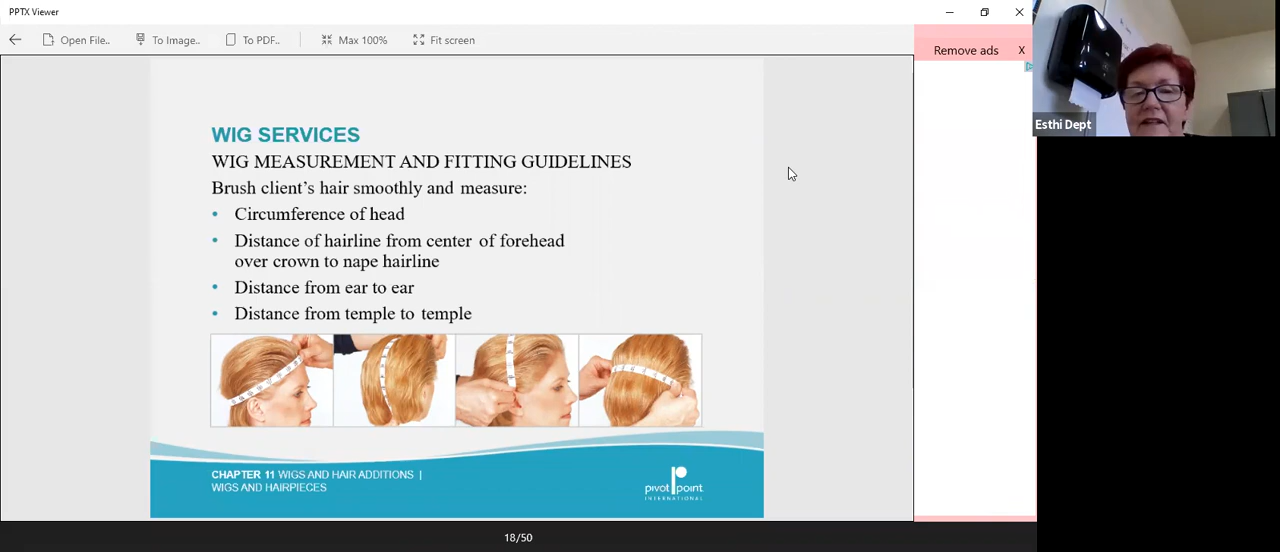 PPTX Viewer
Open File..
To Image..
To PDF..
Max 100%
Fit screen
Remove ads
X
Esthi Dept
WIG SERVICES
WIG MEASUREMENT AND FITTING GUIDELINES
Brush client's hair smoothly and measure:
• Circumference of head
• Distance of hairline from center of forehead
over crown to nape hairline
• Distance from ear to ear
• Distance from temple to temple
CHAPTER 11 WIGS AND HAIR ADDITIONS |
WIGS AND HAIRPIECES
pivot point
INTERNATIONAL
18/50